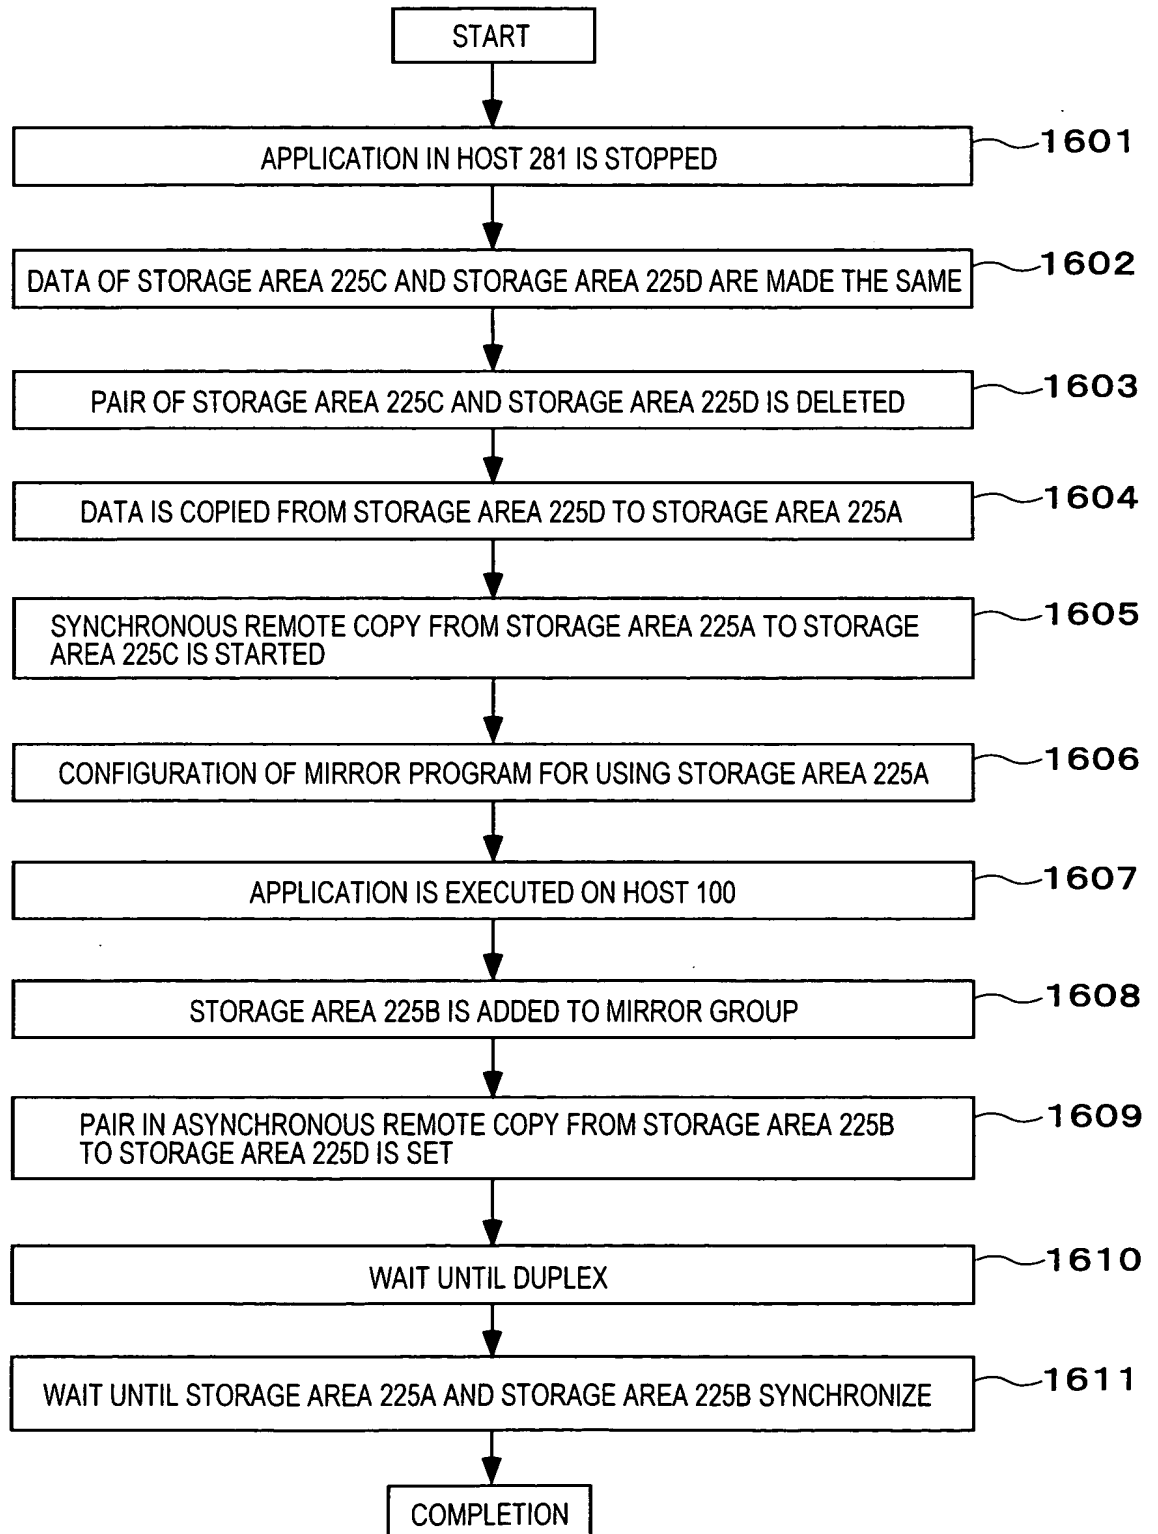 START
APPLICATION IN HOST 281 IS STOPPED
1601
DATA OF STORAGE AREA 225C AND STORAGE AREA 225D ARE MADE THE SAME
1602
PAIR OF STORAGE AREA 225C AND STORAGE AREA 225D IS DELETED
1603
DATA IS COPIED FROM STORAGE AREA 225D TO STORAGE AREA 225A
1604
SYNCHRONOUS REMOTE COPY FROM STORAGE AREA 225A TO STORAGE
AREA 225C IS STARTED
1605
CONFIGURATION OF MIRROR PROGRAM FOR USING STORAGE AREA 225A
1606
APPLICATION IS EXECUTED ON HOST 100
1607
STORAGE AREA 225B IS ADDED TO MIRROR GROUP
1608
PAIR IN ASYNCHRONOUS REMOTE COPY FROM STORAGE AREA 225B
TO STORAGE AREA 225D IS SET
1609
WAIT UNTIL DUPLEX
1610
WAIT UNTIL STORAGE AREA 225A AND STORAGE AREA 225B SYNCHRONIZE
1611
COMPLETION